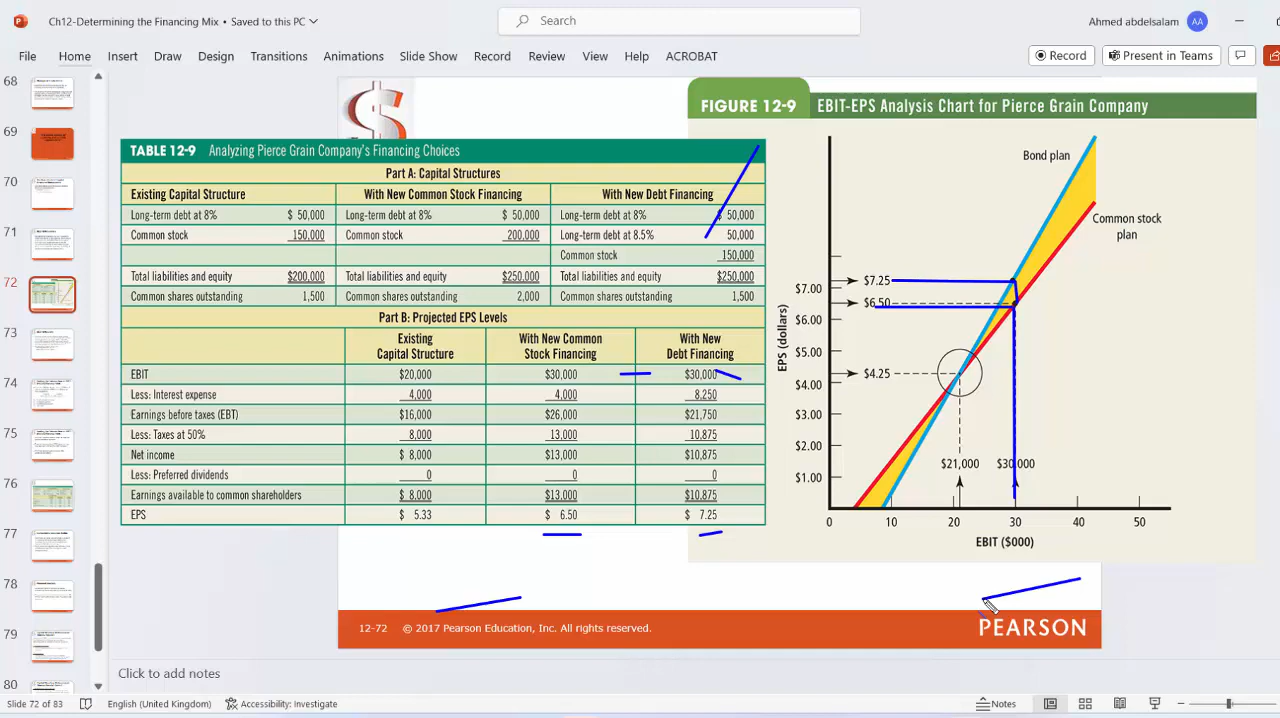 Ch12-Determining the Financing Mix • Saved to this PC
Search
Ahmed abdelsalam AA
File Home Insert Draw Design Transitions Animations Slide Show Record Review View Help ACROBAT
Record Present in Teams
68
69
70
71
72
73
74
75
76
77
78
79
80
TABLE 12-9 Analyzing Pierce Grain Company's Financing Choices
Part A: Capital Structures
Existing Capital Structure With New Common Stock Financing With New Debt Financing
Long-term debt at 8% $ 50,000 Long-term debt at 8% $ 50,000 Long-term debt at 8% $ 50,000
Common stock 150,000 Common stock 200,000 Long-term debt at 8.5% 50,000
Common stock 150,000
Total liabilities and equity $200,000 Total liabilities and equity $250,000 Total liabilities and equity $250,000
Common shares outstanding 1,500 Common shares outstanding 2,000 Common shares outstanding 1,500
Part B: Projected EPS Levels
Existing Capital Structure With New Common Stock Financing With New Debt Financing
EBIT $20,000 $30,000 $30,000
Less: Interest expense 4,000 4,000 8,250
Earnings before taxes (EBT) $16,000 $26,000 $21,750
Less: Taxes at 50% 8,000 13,000 10,875
Net income $ 8,000 $13,000 $10,875
Less: Preferred dividends 0 0 0
Earnings available to common shareholders $ 8,000 $13,000 $10,875
EPS $ 5.33 $ 6.50 $ 7.25
FIGURE 12-9 EBIT-EPS Analysis Chart for Pierce Grain Company
Bond plan
Common stock
plan
EPS (dollars)
$7.25
$7.00
$6.50
$6.00
$5.00
$4.25
$4.00
$3.00
$2.00
$1.00
$21,000 $30,000
0 10 20 30 40 50
EBIT ($000)
12-72 © 2017 Pearson Education, Inc. All rights reserved.
PEARSON
Click to add notes
Slide 72 of 83 English (United Kingdom) Accessibility: Investigate Notes